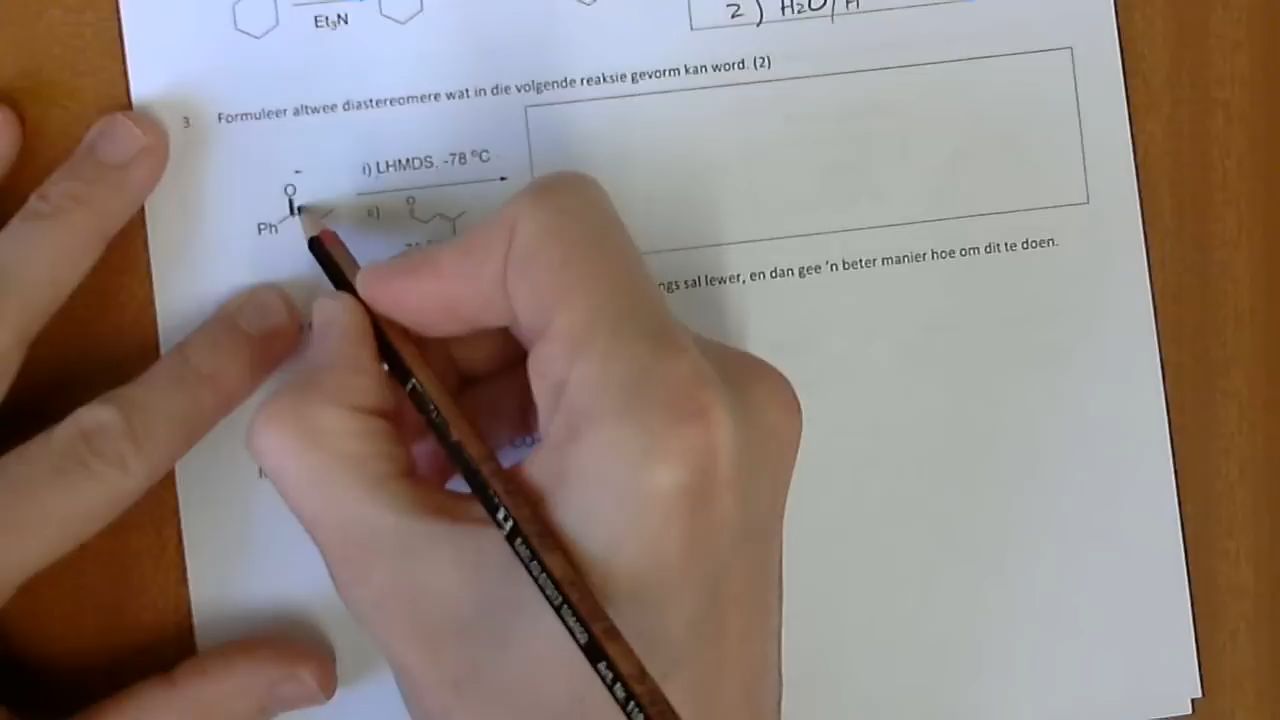 Et₃N
2) H₂O/H
3 Formuleer altwee diastereomere wat in die volgende reaksie gevorm kan word. (2)
i) LHMDS, -78 °C
O
Ph
ii) O
ngs sal lewer, en dan gee 'n beter manier hoe om dit te doen.